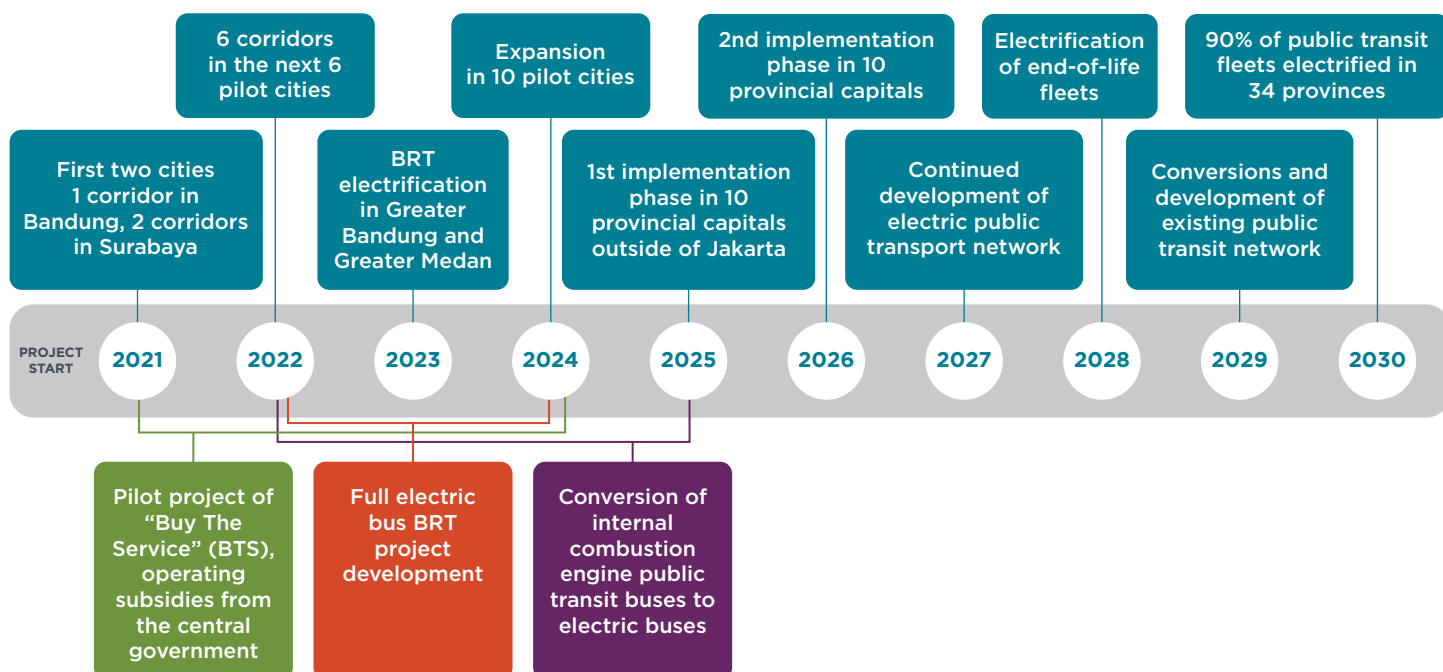 6 corridors
in the next 6
pilot cities
Expansion
in 10 pilot cities
2nd implementation
phase in 10
provincial capitals
Electrification
of end-of-life
fleets
90% of public transit
fleets electrified in
34 provinces
First two cities
1 corridor in
Bandung, 2 corridors
in Surabaya
BRT
electrification
in Greater
Bandung and
Greater Medan
1st implementation
phase in 10
provincial capitals
outside of Jakarta
Continued
development of
electric public
transport network
Conversions and
development of
existing public
transit network
PROJECT
START
2021
2022
2023
2024
2025
2026
2027
2028
2029
2030
Pilot project of
“Buy The
Service” (BTS),
operating
subsidies from
the central
government
Full electric
bus BRT
project
development
Conversion of
internal
combustion
engine public
transit buses to
electric buses